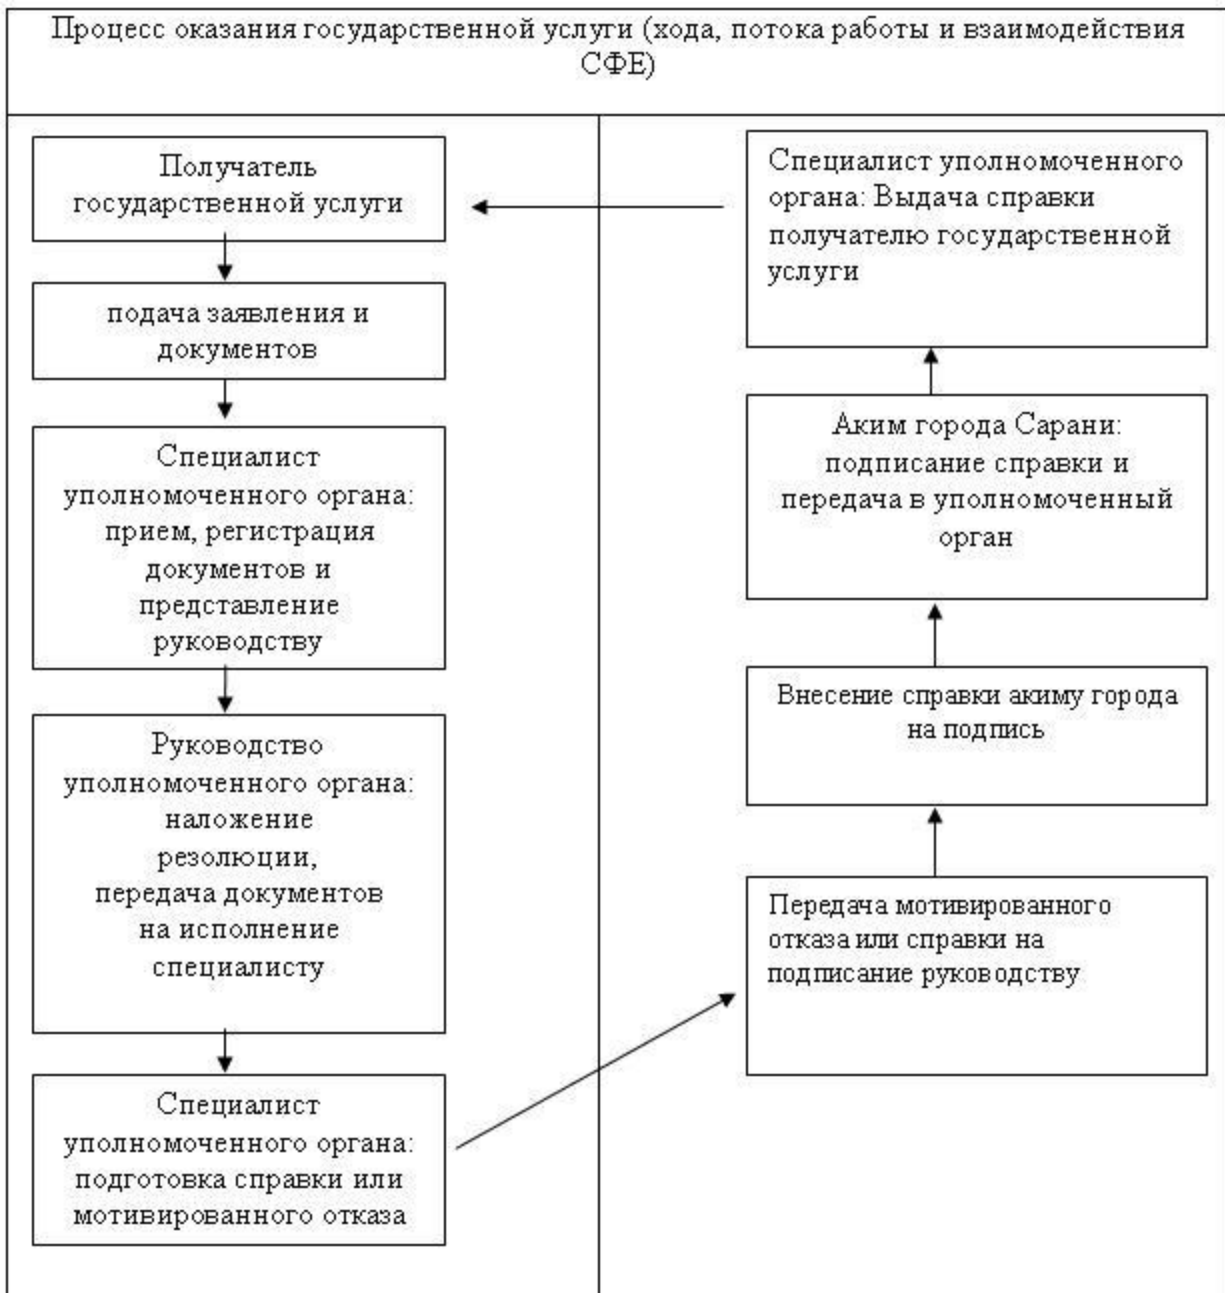 Процесс оказания государственной услуги (хода, потока работы и взаимодействия
СФЕ)
Получатель
государственной услуги
подача заявления и
документов
Специалист
уполномоченного органа:
прием, регистрация
документов и
представление
руководству
Руководство
уполномоченного органа:
наложение
резолюции,
передача документов
на исполнение
специалисту
Специалист
уполномоченного органа:
подготовка справки или
мотивированного отказа
Передача мотивированного
отказа или справки на
подписание руководству
Внесение справки акиму города
на подпись
Аким города Сарани:
подписание справки и
передача в уполномоченный
орган
Специалист уполномоченного
органа: Выдача справки
получателю государственной
услуги